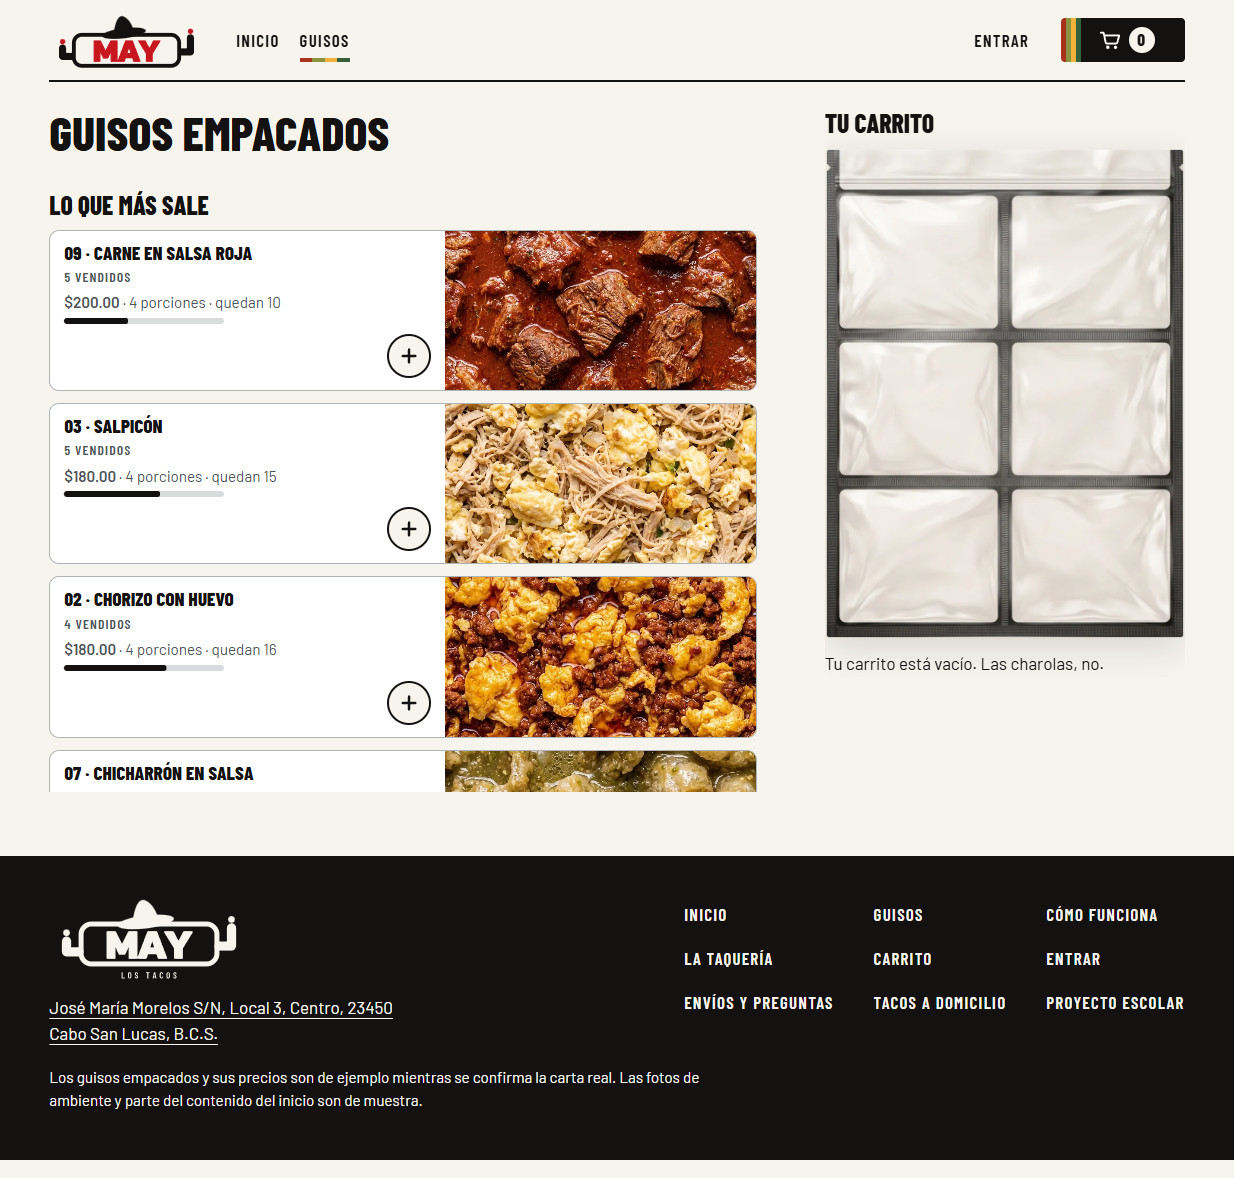 MAY
INICIO
GUISOS
ENTRAR
0
GUISOS EMPACADOS
LO QUE MÁS SALE
09 · CARNE EN SALSA ROJA
5 VENDIDOS
$200.00 · 4 porciones · quedan 10
03 · SALPICÓN
5 VENDIDOS
$180.00 · 4 porciones · quedan 15
02 · CHORIZO CON HUEVO
4 VENDIDOS
$180.00 · 4 porciones · quedan 16
07 · CHICHARRÓN EN SALSA
TU CARRITO
Tu carrito está vacío. Las charolas, no.
MAY
LOS TACOS
José María Morelos S/N, Local 3, Centro, 23450
Cabo San Lucas, B.C.S.
INICIO
GUISOS
CÓMO FUNCIONA
LA TAQUERÍA
CARRITO
ENTRAR
ENVÍOS Y PREGUNTAS
TACOS A DOMICILIO
PROYECTO ESCOLAR
Los guisos empacados y sus precios son de ejemplo mientras se confirma la carta real. Las fotos de
ambiente y parte del contenido del inicio son de muestra.